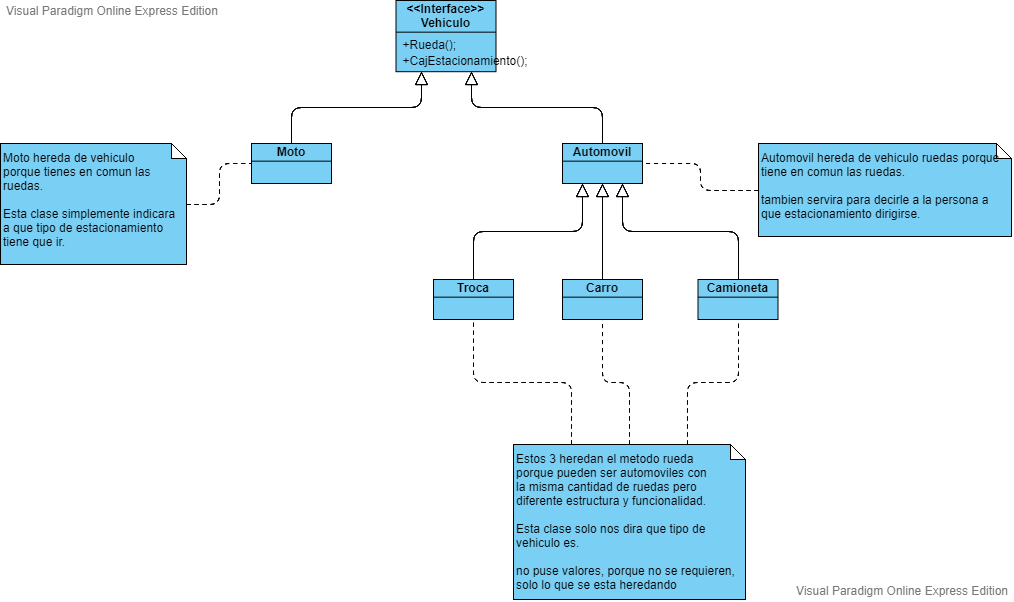 Visual Paradigm Online Express Edition
<<Interface>>
Vehiculo
+Rueda();
+CajEstacionamiento();
Moto hereda de vehiculo
porque tienes en comun las
ruedas.
Esta clase simplemente indicara
a que tipo de estacionamiento
tiene que ir.
Moto
Automovil
Automovil hereda de vehiculo ruedas porque
tiene en comun las ruedas.
tambien servira para decirle a la persona a
que estacionamiento dirigirse.
Troca
Carro
Camioneta
Estos 3 heredan el metodo rueda
porque pueden ser automoviles con
la misma cantidad de ruedas pero
diferente estructura y funcionalidad.
Esta clase solo nos dira que tipo de
vehiculo es.
no puse valores, porque no se requieren,
solo lo que se esta heredando
Visual Paradigm Online Express Edition